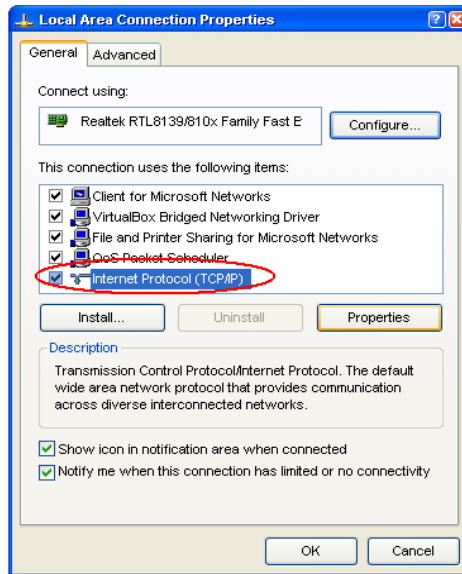 Local Area Connection Properties
General
Advanced
Connect using:
Realtek RTL8139/810x Family Fast E
Configure...
This connection uses the following items:
Client for Microsoft Networks
VirtualBox Bridged Networking Driver
File and Printer Sharing for Microsoft Networks
QoS Packet Scheduler
Internet Protocol (TCP/IP)
Install...
Uninstall
Properties
Description
Transmission Control Protocol/Internet Protocol. The default
wide area network protocol that provides communication
across diverse interconnected networks.
Show icon in notification area when connected
Notify me when this connection has limited or no connectivity
OK
Cancel